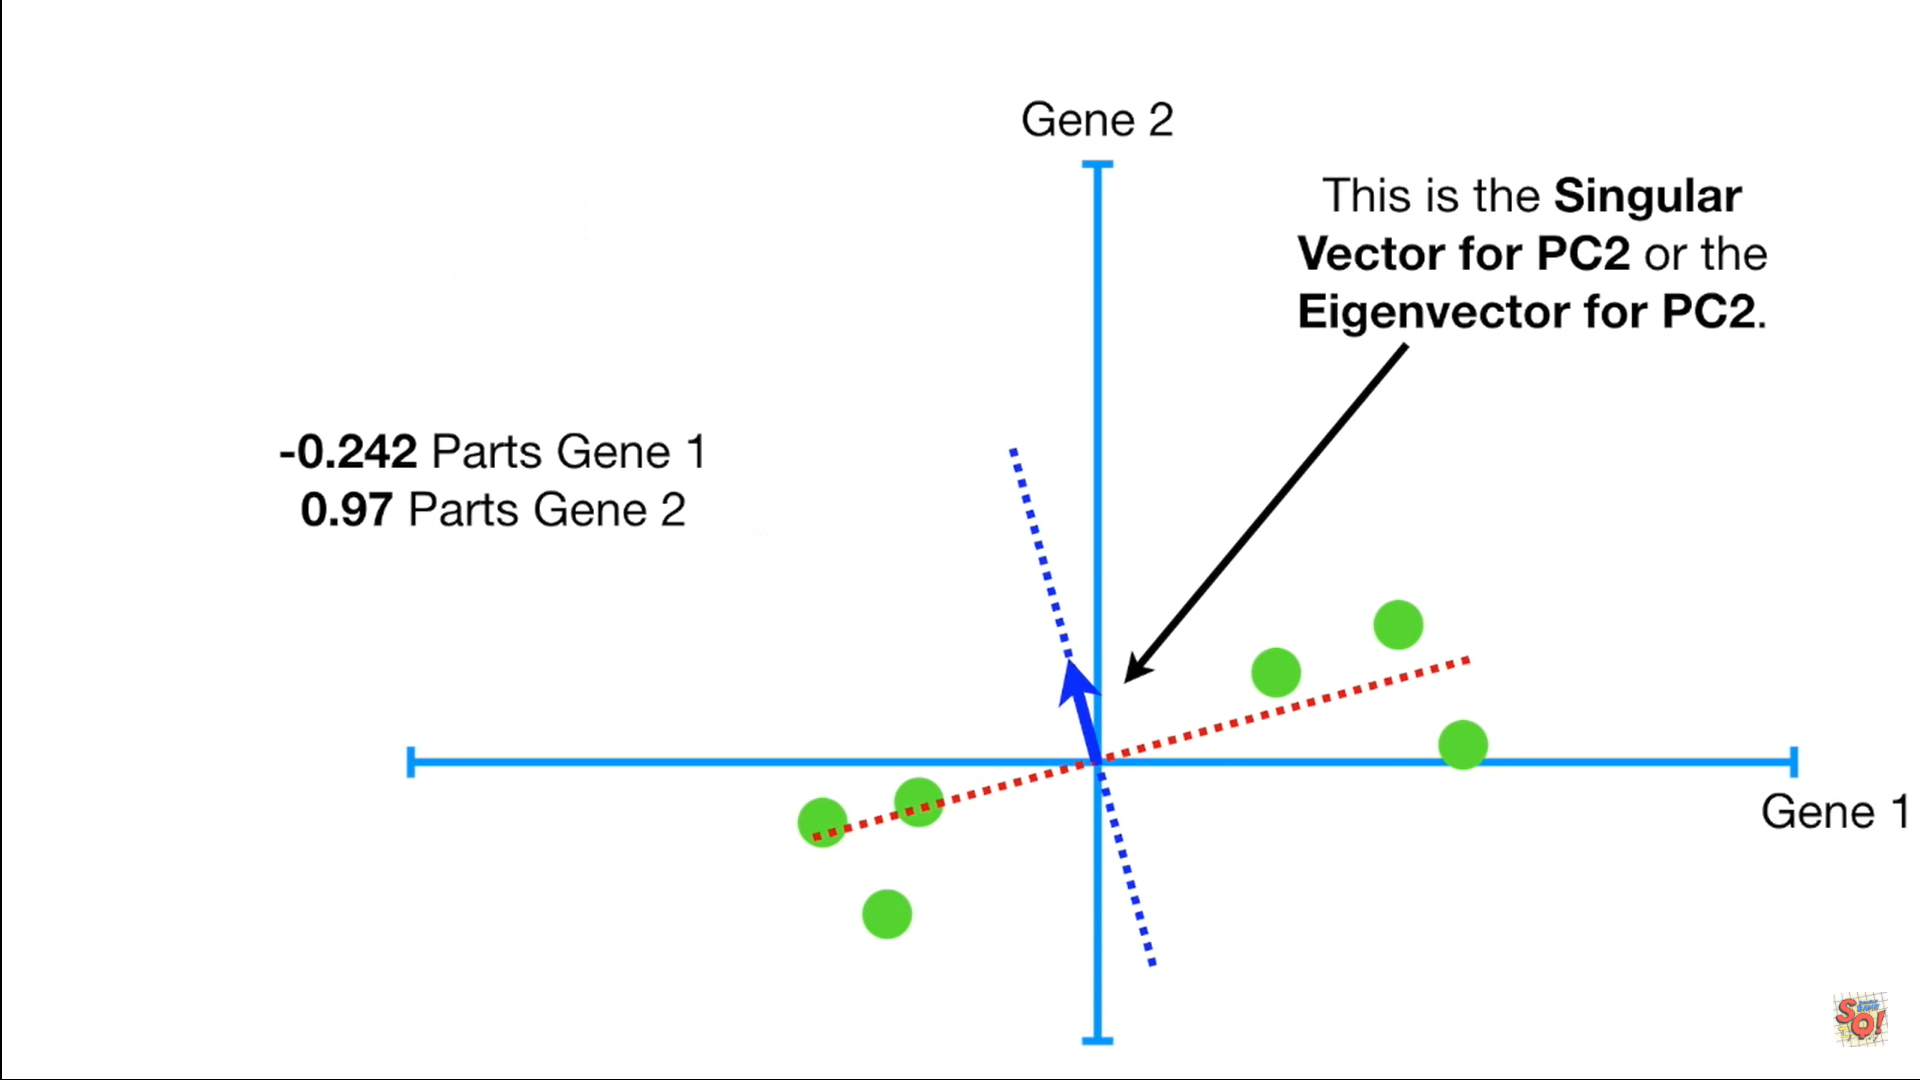 Gene 2
This is the Singular
Vector for PC2 or the
Eigenvector for PC2.
-0.242 Parts Gene 1
0.97 Parts Gene 2
Gene 1
SQ!